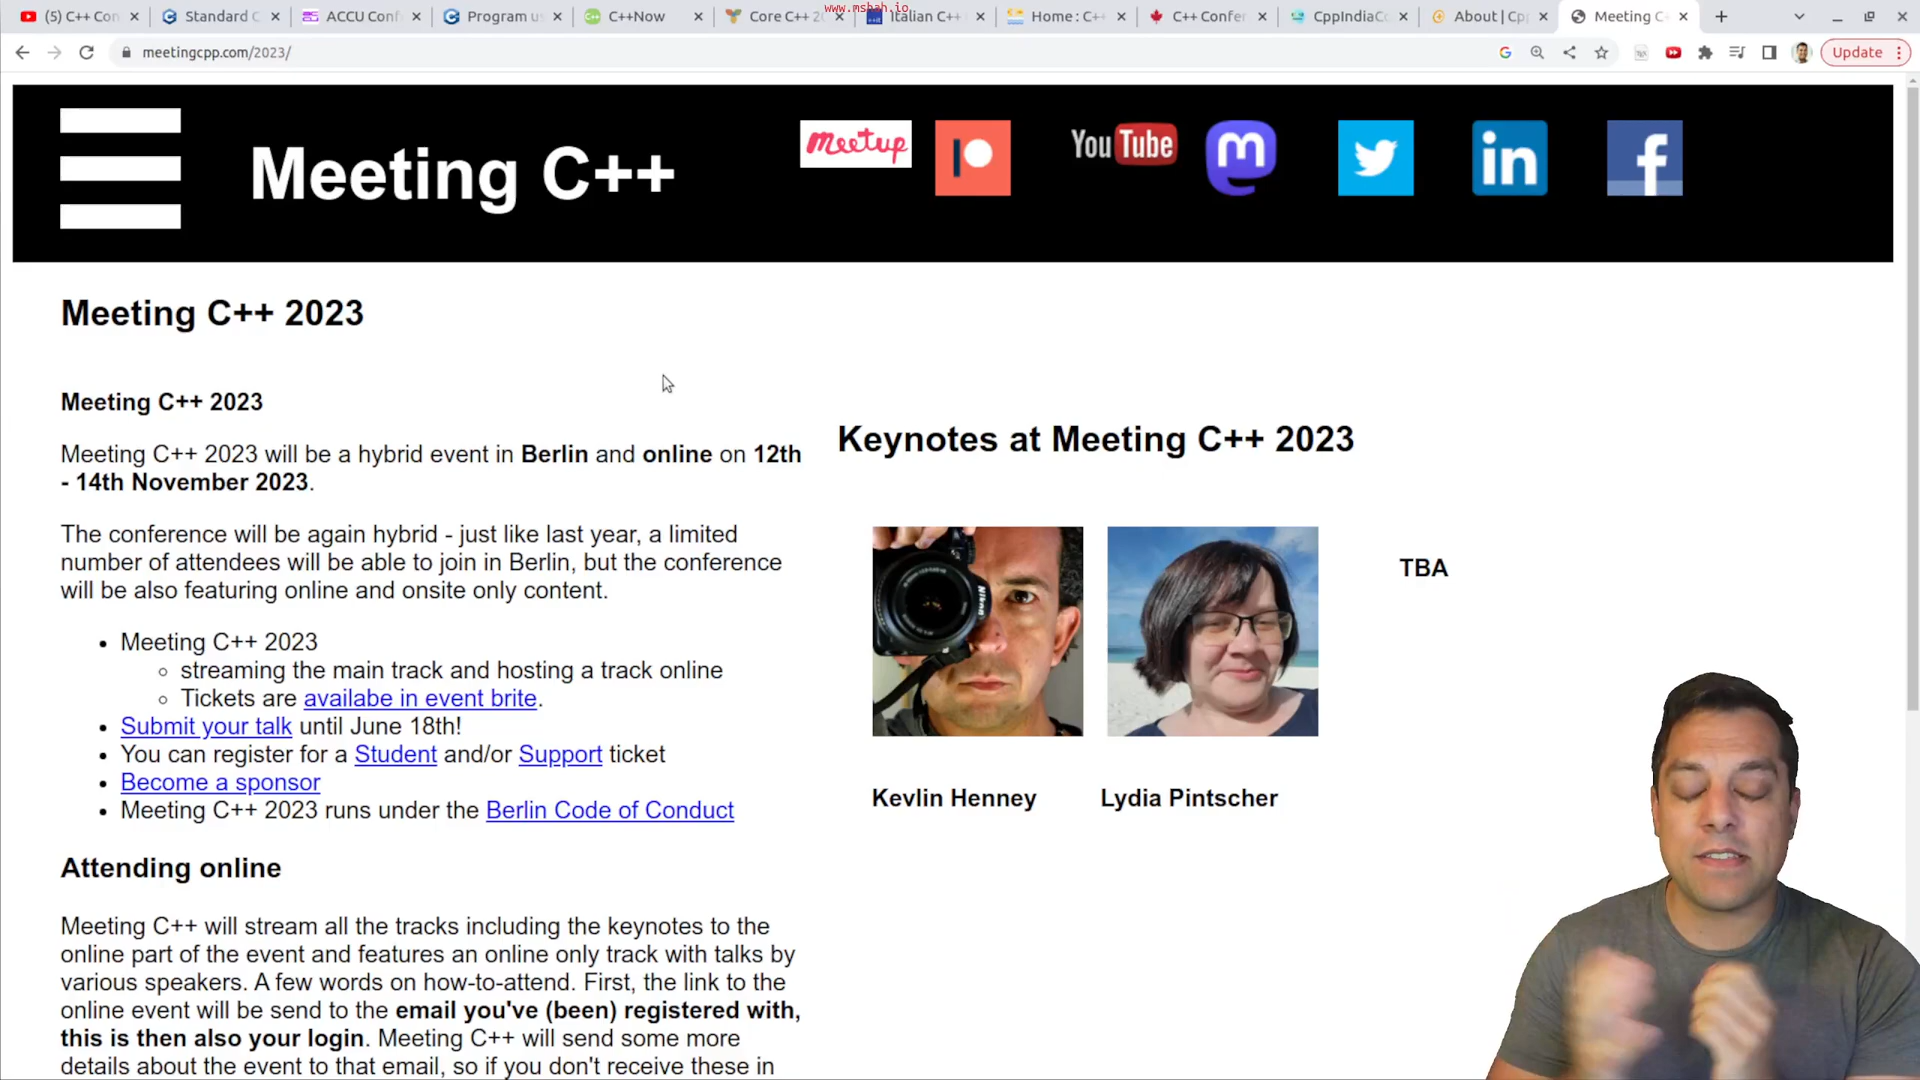 www.msbah.io
(5) C++ Con
Standard C
ACCU Conf
Program us
C++Now
Core C++ 2
Italian C++
Home : C++
C++ Confer
CppIndiaCo
About | Cpp
Meeting C
meetingcpp.com/2023/
Update
Meeting C++
meetup
YouTube
Meeting C++ 2023
Meeting C++ 2023
Meeting C++ 2023 will be a hybrid event in Berlin and online on 12th
- 14th November 2023.
The conference will be again hybrid - just like last year, a limited
number of attendees will be able to join in Berlin, but the conference
will be also featuring online and onsite only content.
• Meeting C++ 2023
◦ streaming the main track and hosting a track online
◦ Tickets are availabe in event brite.
• Submit your talk until June 18th!
• You can register for a Student and/or Support ticket
• Become a sponsor
• Meeting C++ 2023 runs under the Berlin Code of Conduct
Attending online
Meeting C++ will stream all the tracks including the keynotes to the
online part of the event and features an online only track with talks by
various speakers. A few words on how-to-attend. First, the link to the
online event will be send to the email you've (been) registered with,
this is then also your login. Meeting C++ will send some more
details about the event to that email, so if you don't receive these in
Keynotes at Meeting C++ 2023
Nikon
TBA
Kevlin Henney
Lydia Pintscher